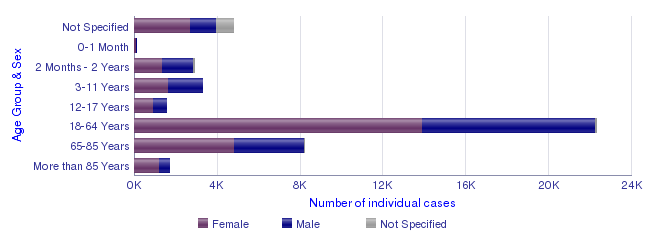 Age Group & Sex
Not Specified
0-1 Month
2 Months - 2 Years
3-11 Years
12-17 Years
18-64 Years
65-85 Years
More than 85 Years
0K 4K 8K 12K 16K 20K 24K
Number of individual cases
Female Male Not Specified